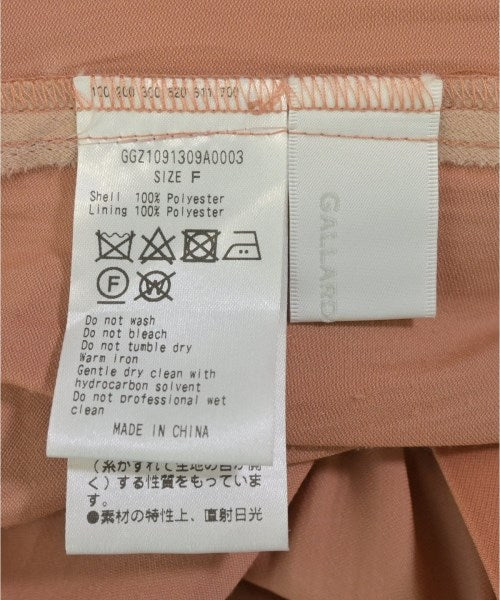 GGZ1091309A0003
SIZE F
Shell 100% Polyester
Lining 100% Polyester
F
W
Do not wash
Do not bleach
Do not tumble dry
Warm iron
Gentle dry clean with
hydrocarbon solvent
Do not professional wet
clean
MADE IN CHINA
く）する性質をもっていま
す。
●素材の特性上、直射日光
GALLARD